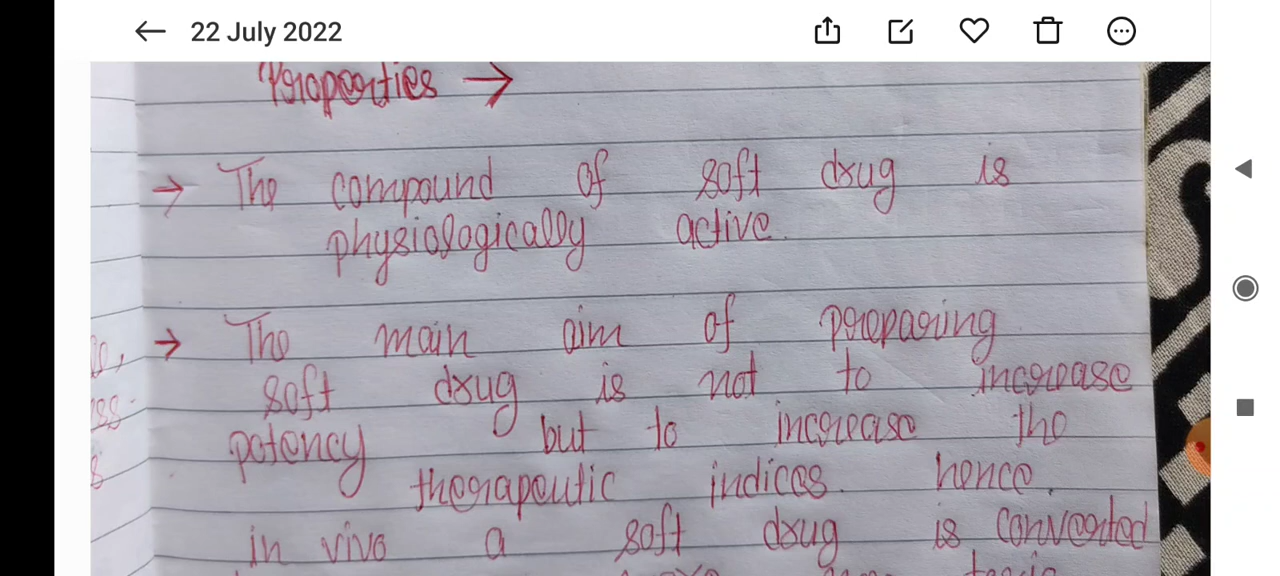 22 July 2022
Properties →
→ The compound of soft drug is
physiologically active.
→ The main aim of preparing
soft drug is not to increase
potency but to increase the
therapeutic indices. hence.
in vivo a soft drug is converted